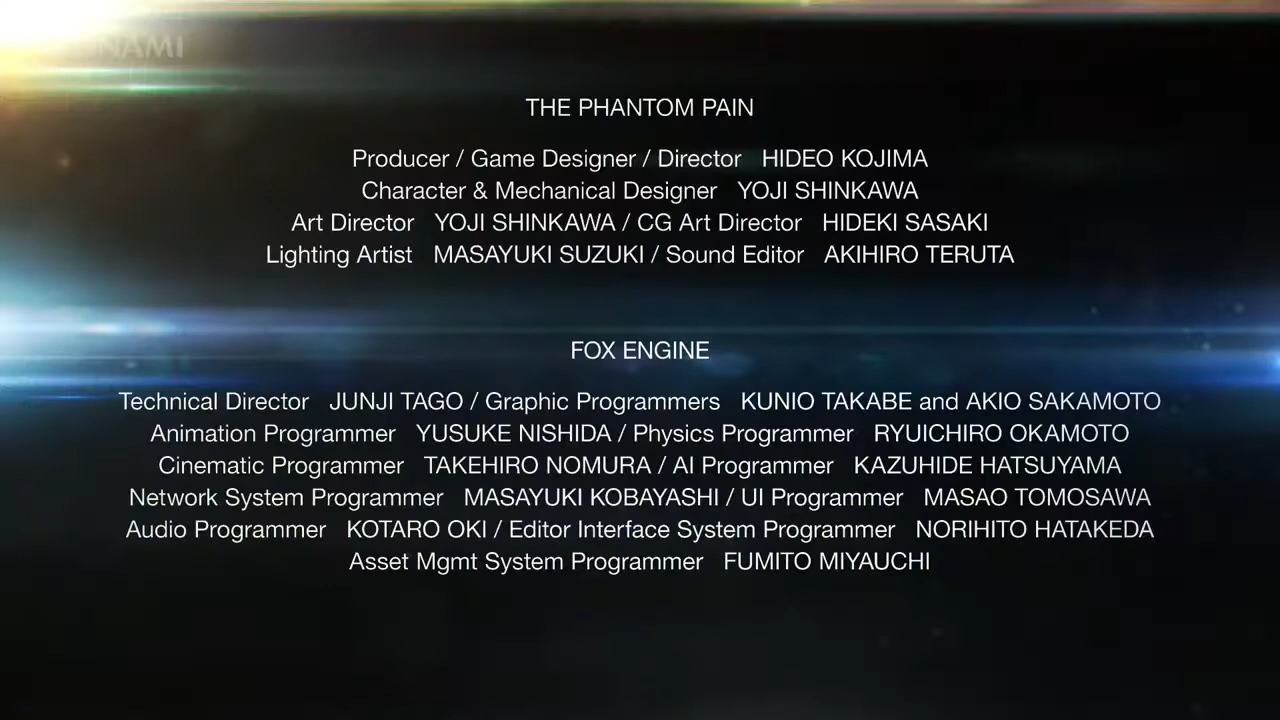 NAMI
THE PHANTOM PAIN
Producer / Game Designer / Director HIDEO KOJIMA
Character & Mechanical Designer YOJI SHINKAWA
Art Director YOJI SHINKAWA / CG Art Director HIDEKI SASAKI
Lighting Artist MASAYUKI SUZUKI / Sound Editor AKIHIRO TERUTA
FOX ENGINE
Technical Director JUNJI TAGO / Graphic Programmers KUNIO TAKABE and AKIO SAKAMOTO
Animation Programmer YUSUKE NISHIDA / Physics Programmer RYUICHIRO OKAMOTO
Cinematic Programmer TAKEHIRO NOMURA / AI Programmer KAZUHIDE HATSUYAMA
Network System Programmer MASAYUKI KOBAYASHI / UI Programmer MASAO TOMOSAWA
Audio Programmer KOTARO OKI / Editor Interface System Programmer NORIHITO HATAKEDA
Asset Mgmt System Programmer FUMITO MIYAUCHI